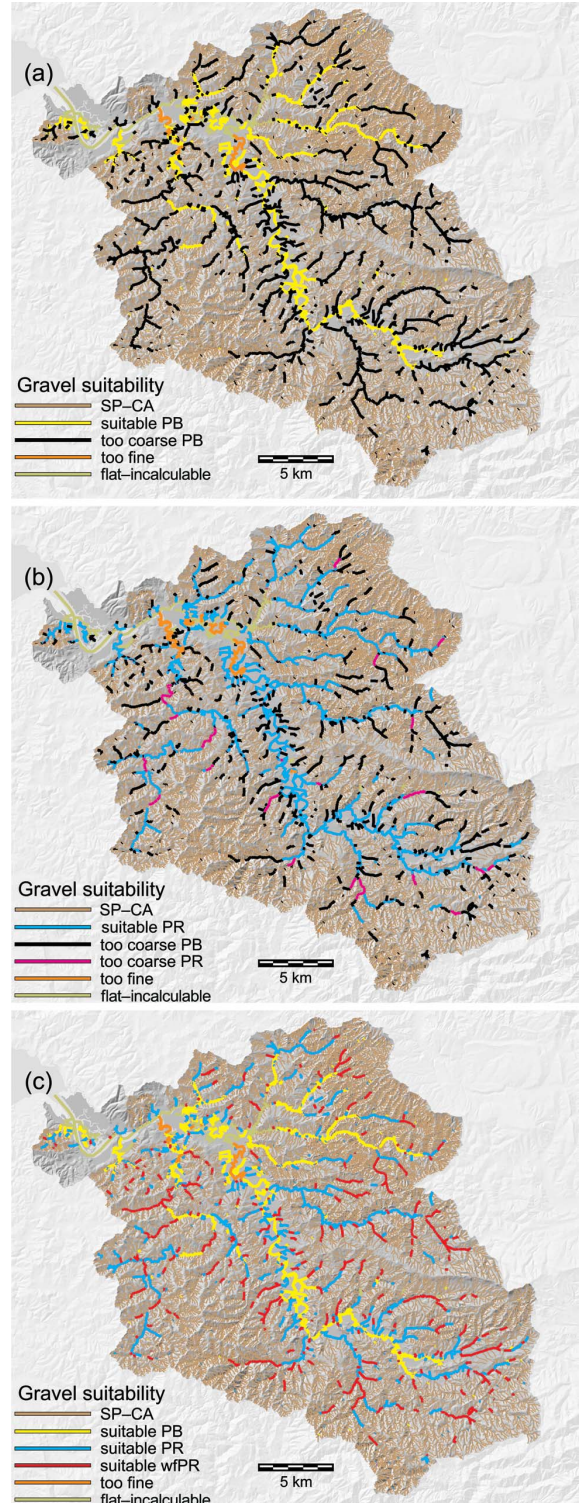 (a)
Gravel suitability
SP–CA
suitable PB
too coarse PB
too fine
flat–incalculable
5 km
(b)
Gravel suitability
SP–CA
suitable PR
too coarse PB
too coarse PR
too fine
flat–incalculable
5 km
(c)
Gravel suitability
SP–CA
suitable PB
suitable PR
suitable wfPR
too fine
flat–incalculable
5 km